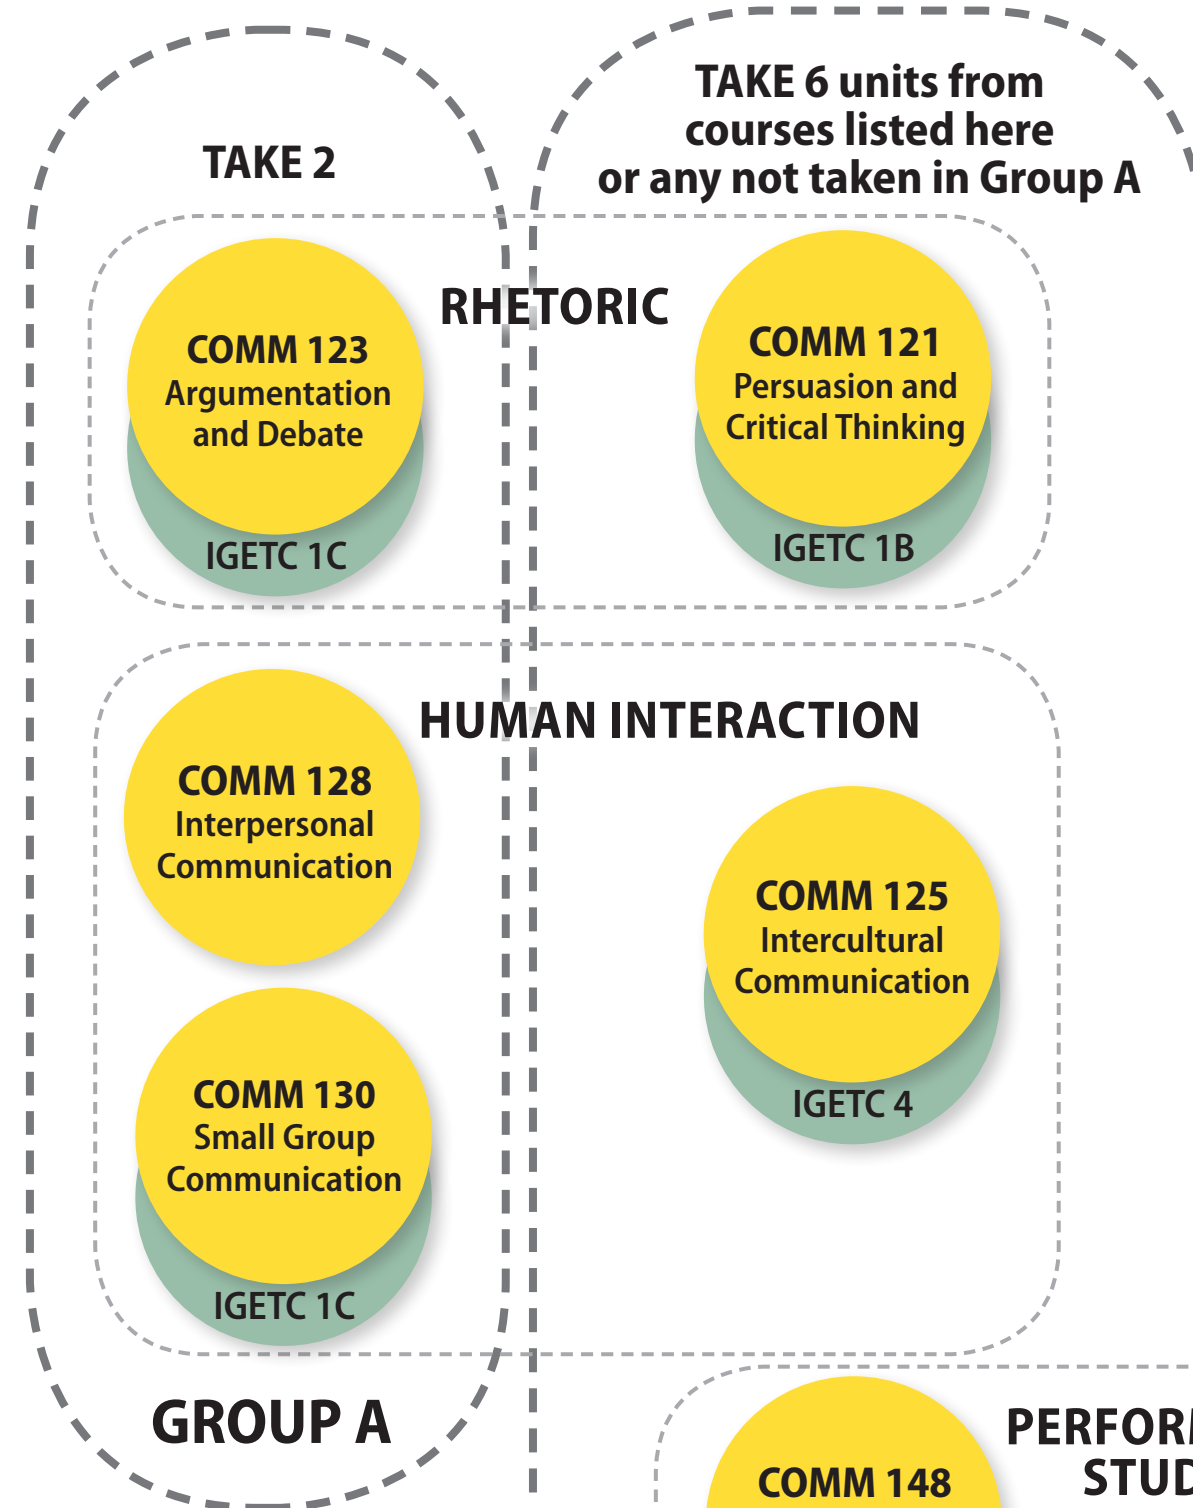 TAKE 2
TAKE 6 units from
courses listed here
or any not taken in Group A
RHETORIC
COMM 123
Argumentation
and Debate
IGETC 1C
COMM 121
Persuasion and
Critical Thinking
IGETC 1B
HUMAN INTERACTION
COMM 128
Interpersonal
Communication
COMM 130
Small Group
Communication
IGETC 1C
COMM 125
Intercultural
Communication
IGETC 4
GROUP A
COMM 148